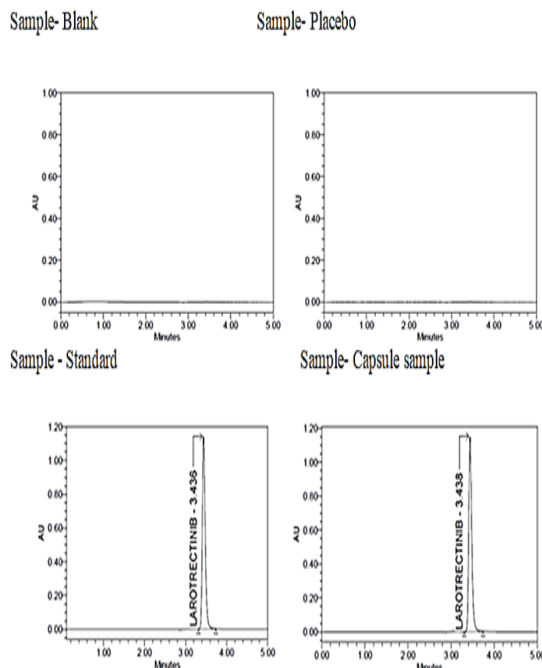 Sample- Blank
Sample- Placebo
1.00
0.80
0.60
0.40
0.20
0.00
AU
0.00 1.00 2.00 3.00 4.00 5.00
Minutes
1.00
0.80
0.60
0.40
0.20
0.00
AU
0.00 1.00 2.00 3.00 4.00 5.00
Minutes
Sample - Standard
Sample- Capsule sample
1.20
1.00
0.80
0.60
0.40
0.20
0.00
AU
LAROTRECTINIB - 3.436
1.00 2.00 3.00 4.00 5.00
Minutes
1.20
1.00
0.80
0.60
0.40
0.20
0.00
AU
LAROTRECTINIB - 3.438
0.00 1.00 2.00 3.00 4.00 5.00
Minutes